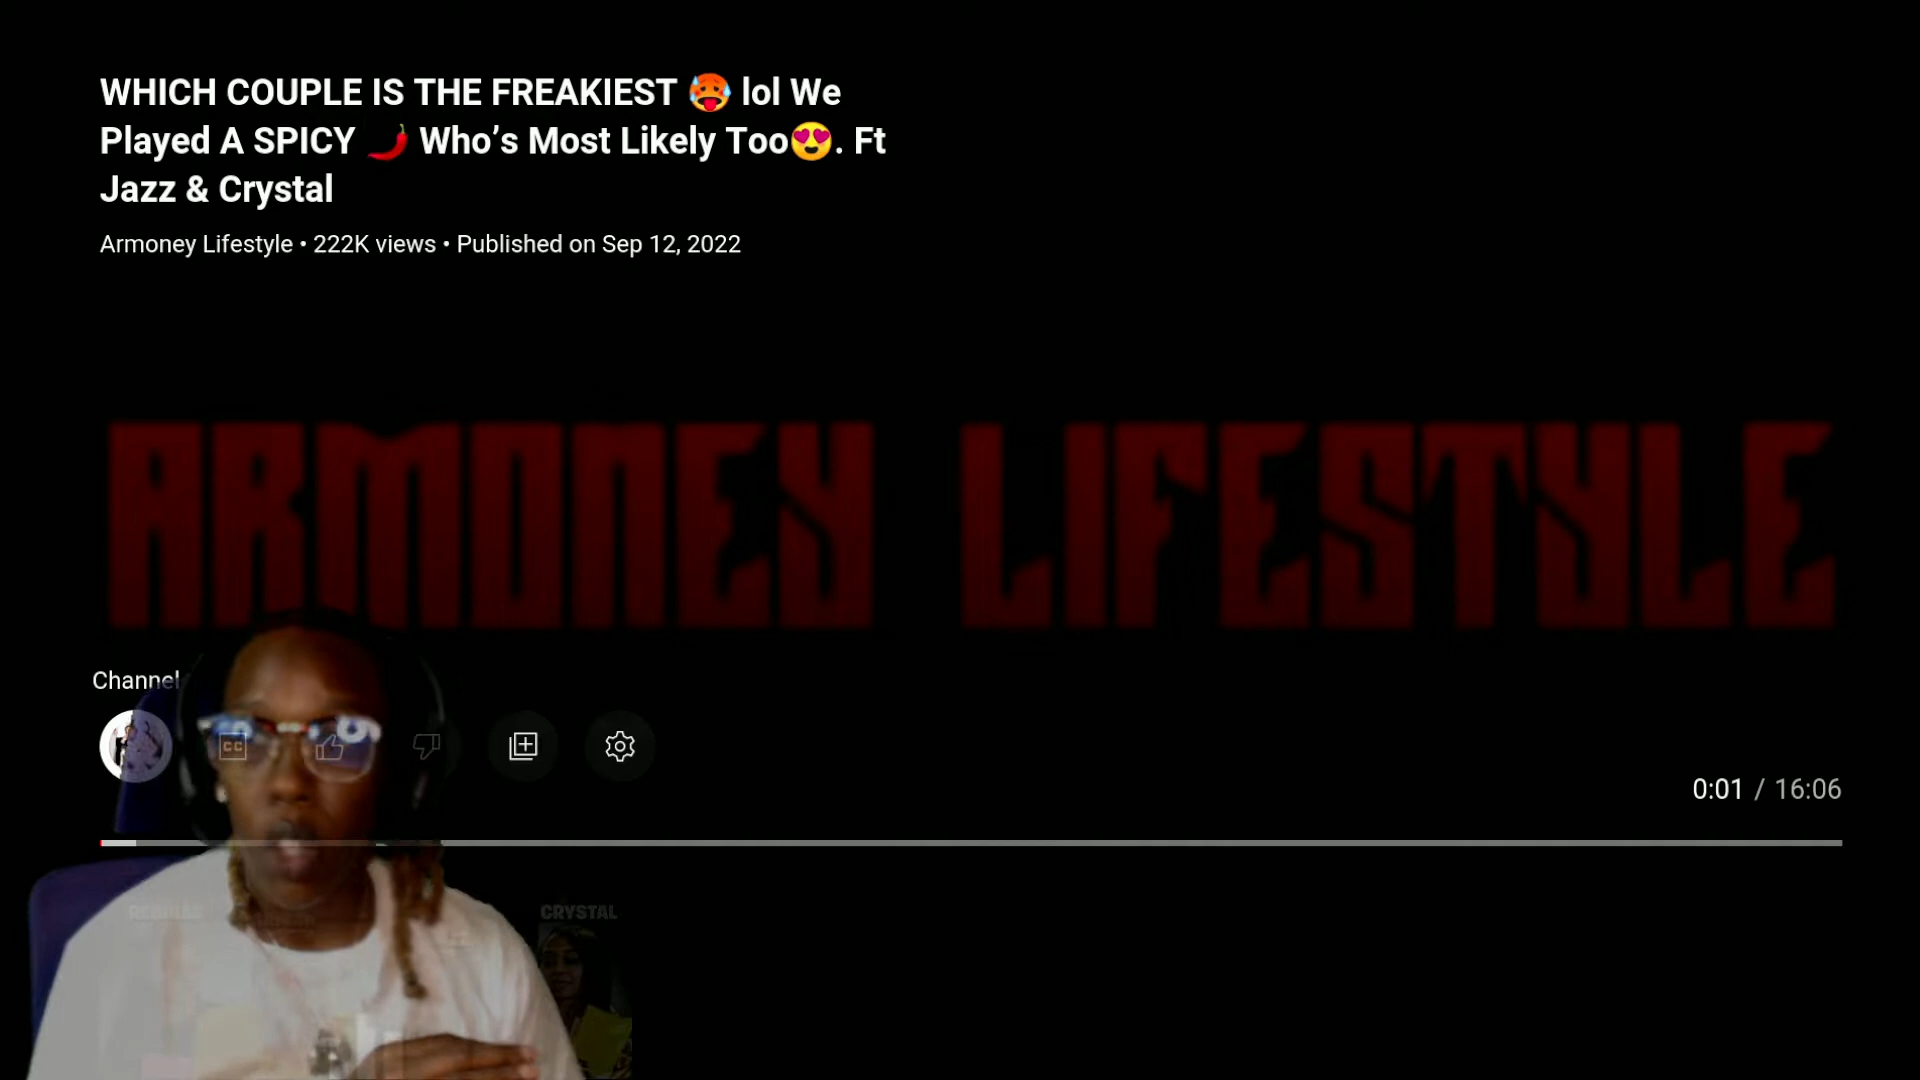 WHICH COUPLE IS THE FREAKIEST 🥵 lol We
Played A SPICY 🌶️ Who’s Most Likely Too😍. Ft
Jazz & Crystal
Armoney Lifestyle • 222K views • Published on Sep 12, 2022
ARMONEY LIFESTYLE
Channel
CC
0:01 / 16:06
CRYSTAL